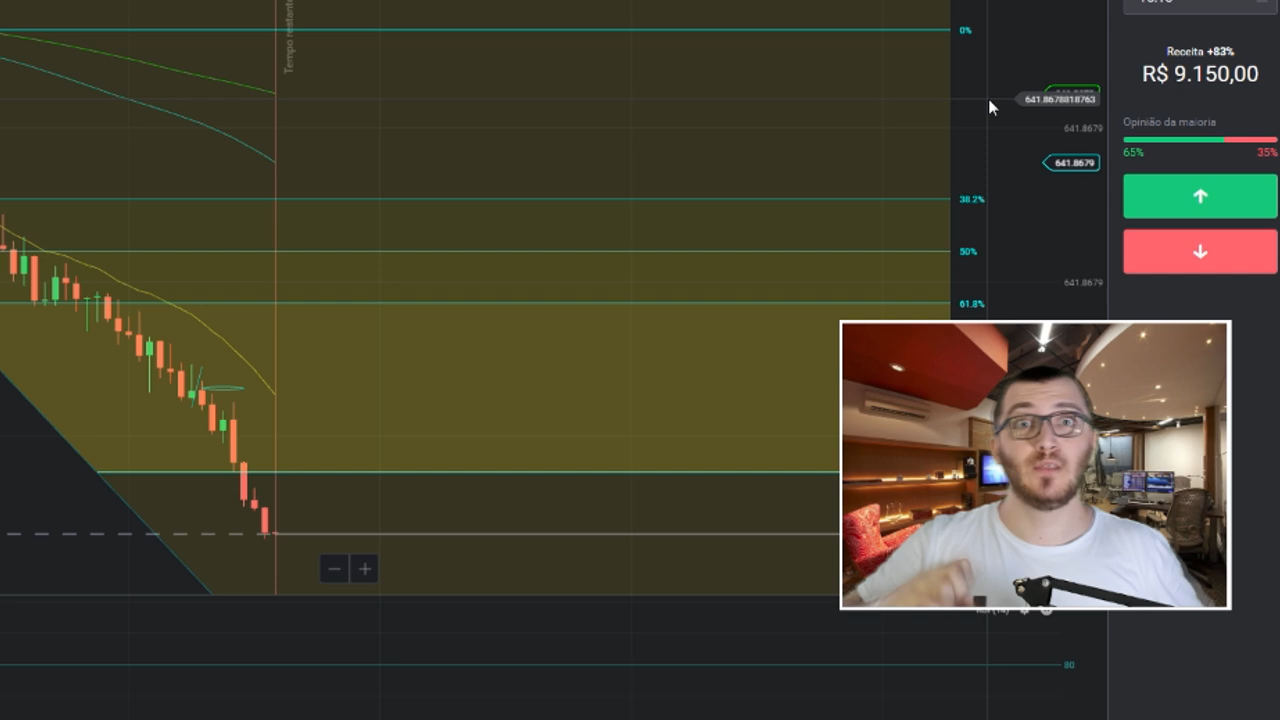 Tempo restante
0%
Receita +83%
R$ 9.150,00
641.8678818763
Opinião da maioria
641.8679
65%
35%
641.8679
38.2%
50%
641.8679
61.8%
80